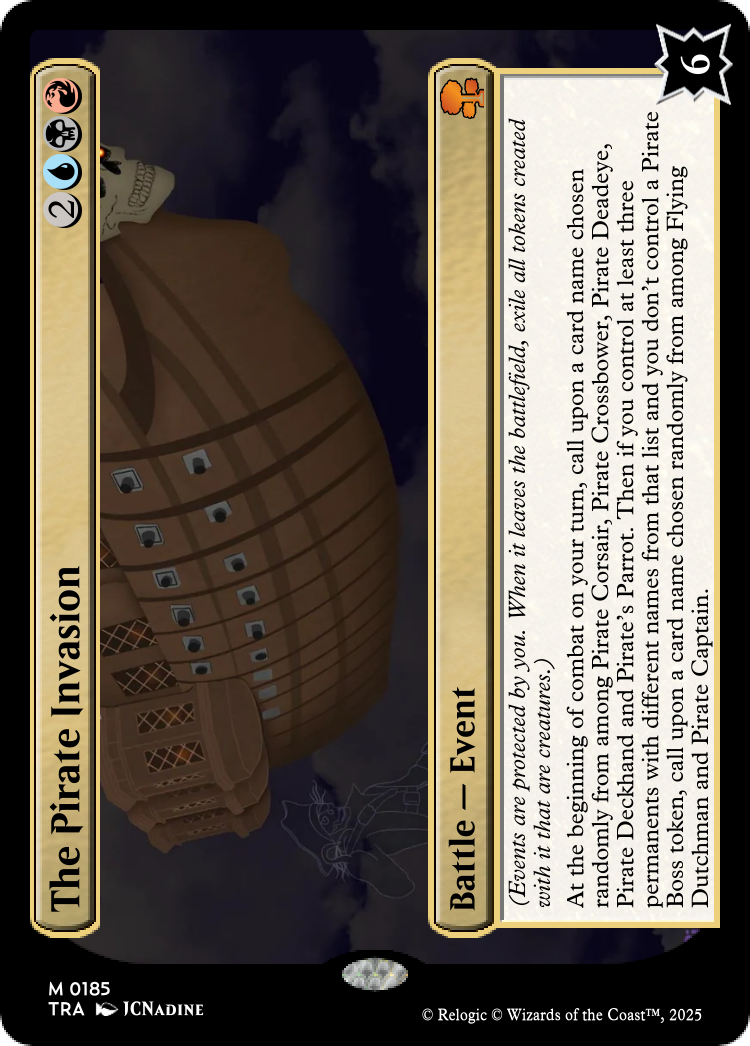 The Pirate Invasion 2
Battle — Event
6
(Events are protected by you. When it leaves the battlefield, exile all tokens created
with it that are creatures.)
At the beginning of combat on your turn, call upon a card name chosen
randomly from among Pirate Corsair, Pirate Crossbower, Pirate Deadeye,
Pirate Deckhand and Pirate's Parrot. Then if you control at least three
permanents with different names from that list and you don't control a Pirate
Boss token, call upon a card name chosen randomly from among Flying
Dutchman and Pirate Captain.
M 0185
TRA JCNadine
© Relogic © Wizards of the Coast™, 2025